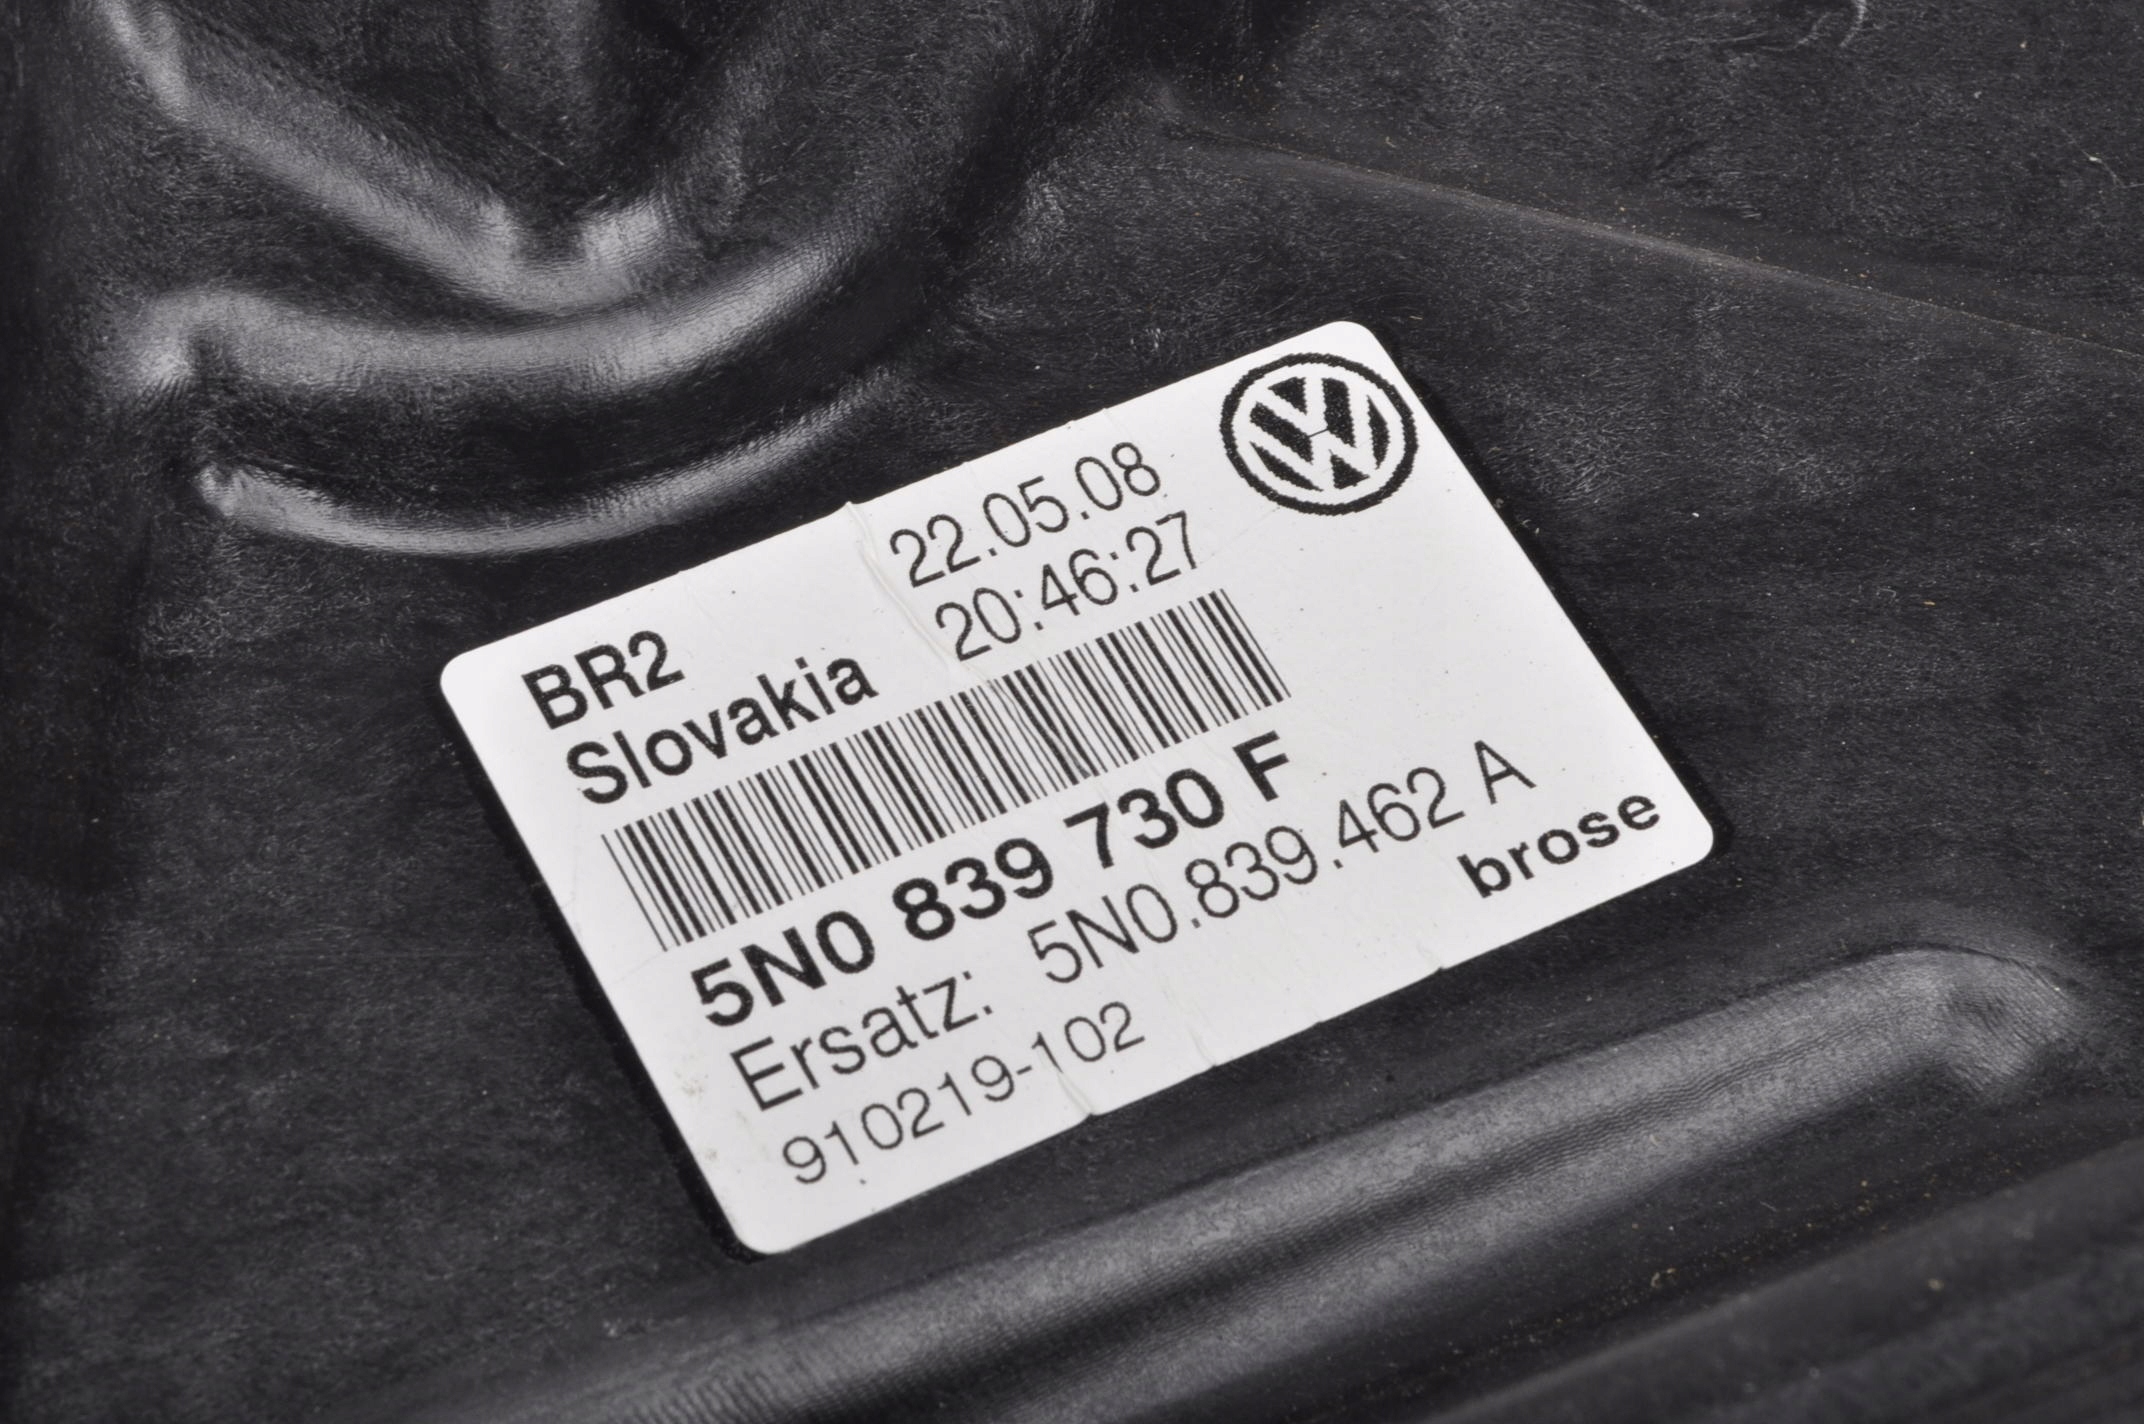 22.05.08
20:46:27
BR2
Slovakia
5N0 839 730 F
Ersatz: 5N0.839.462 A
brose
910219-102